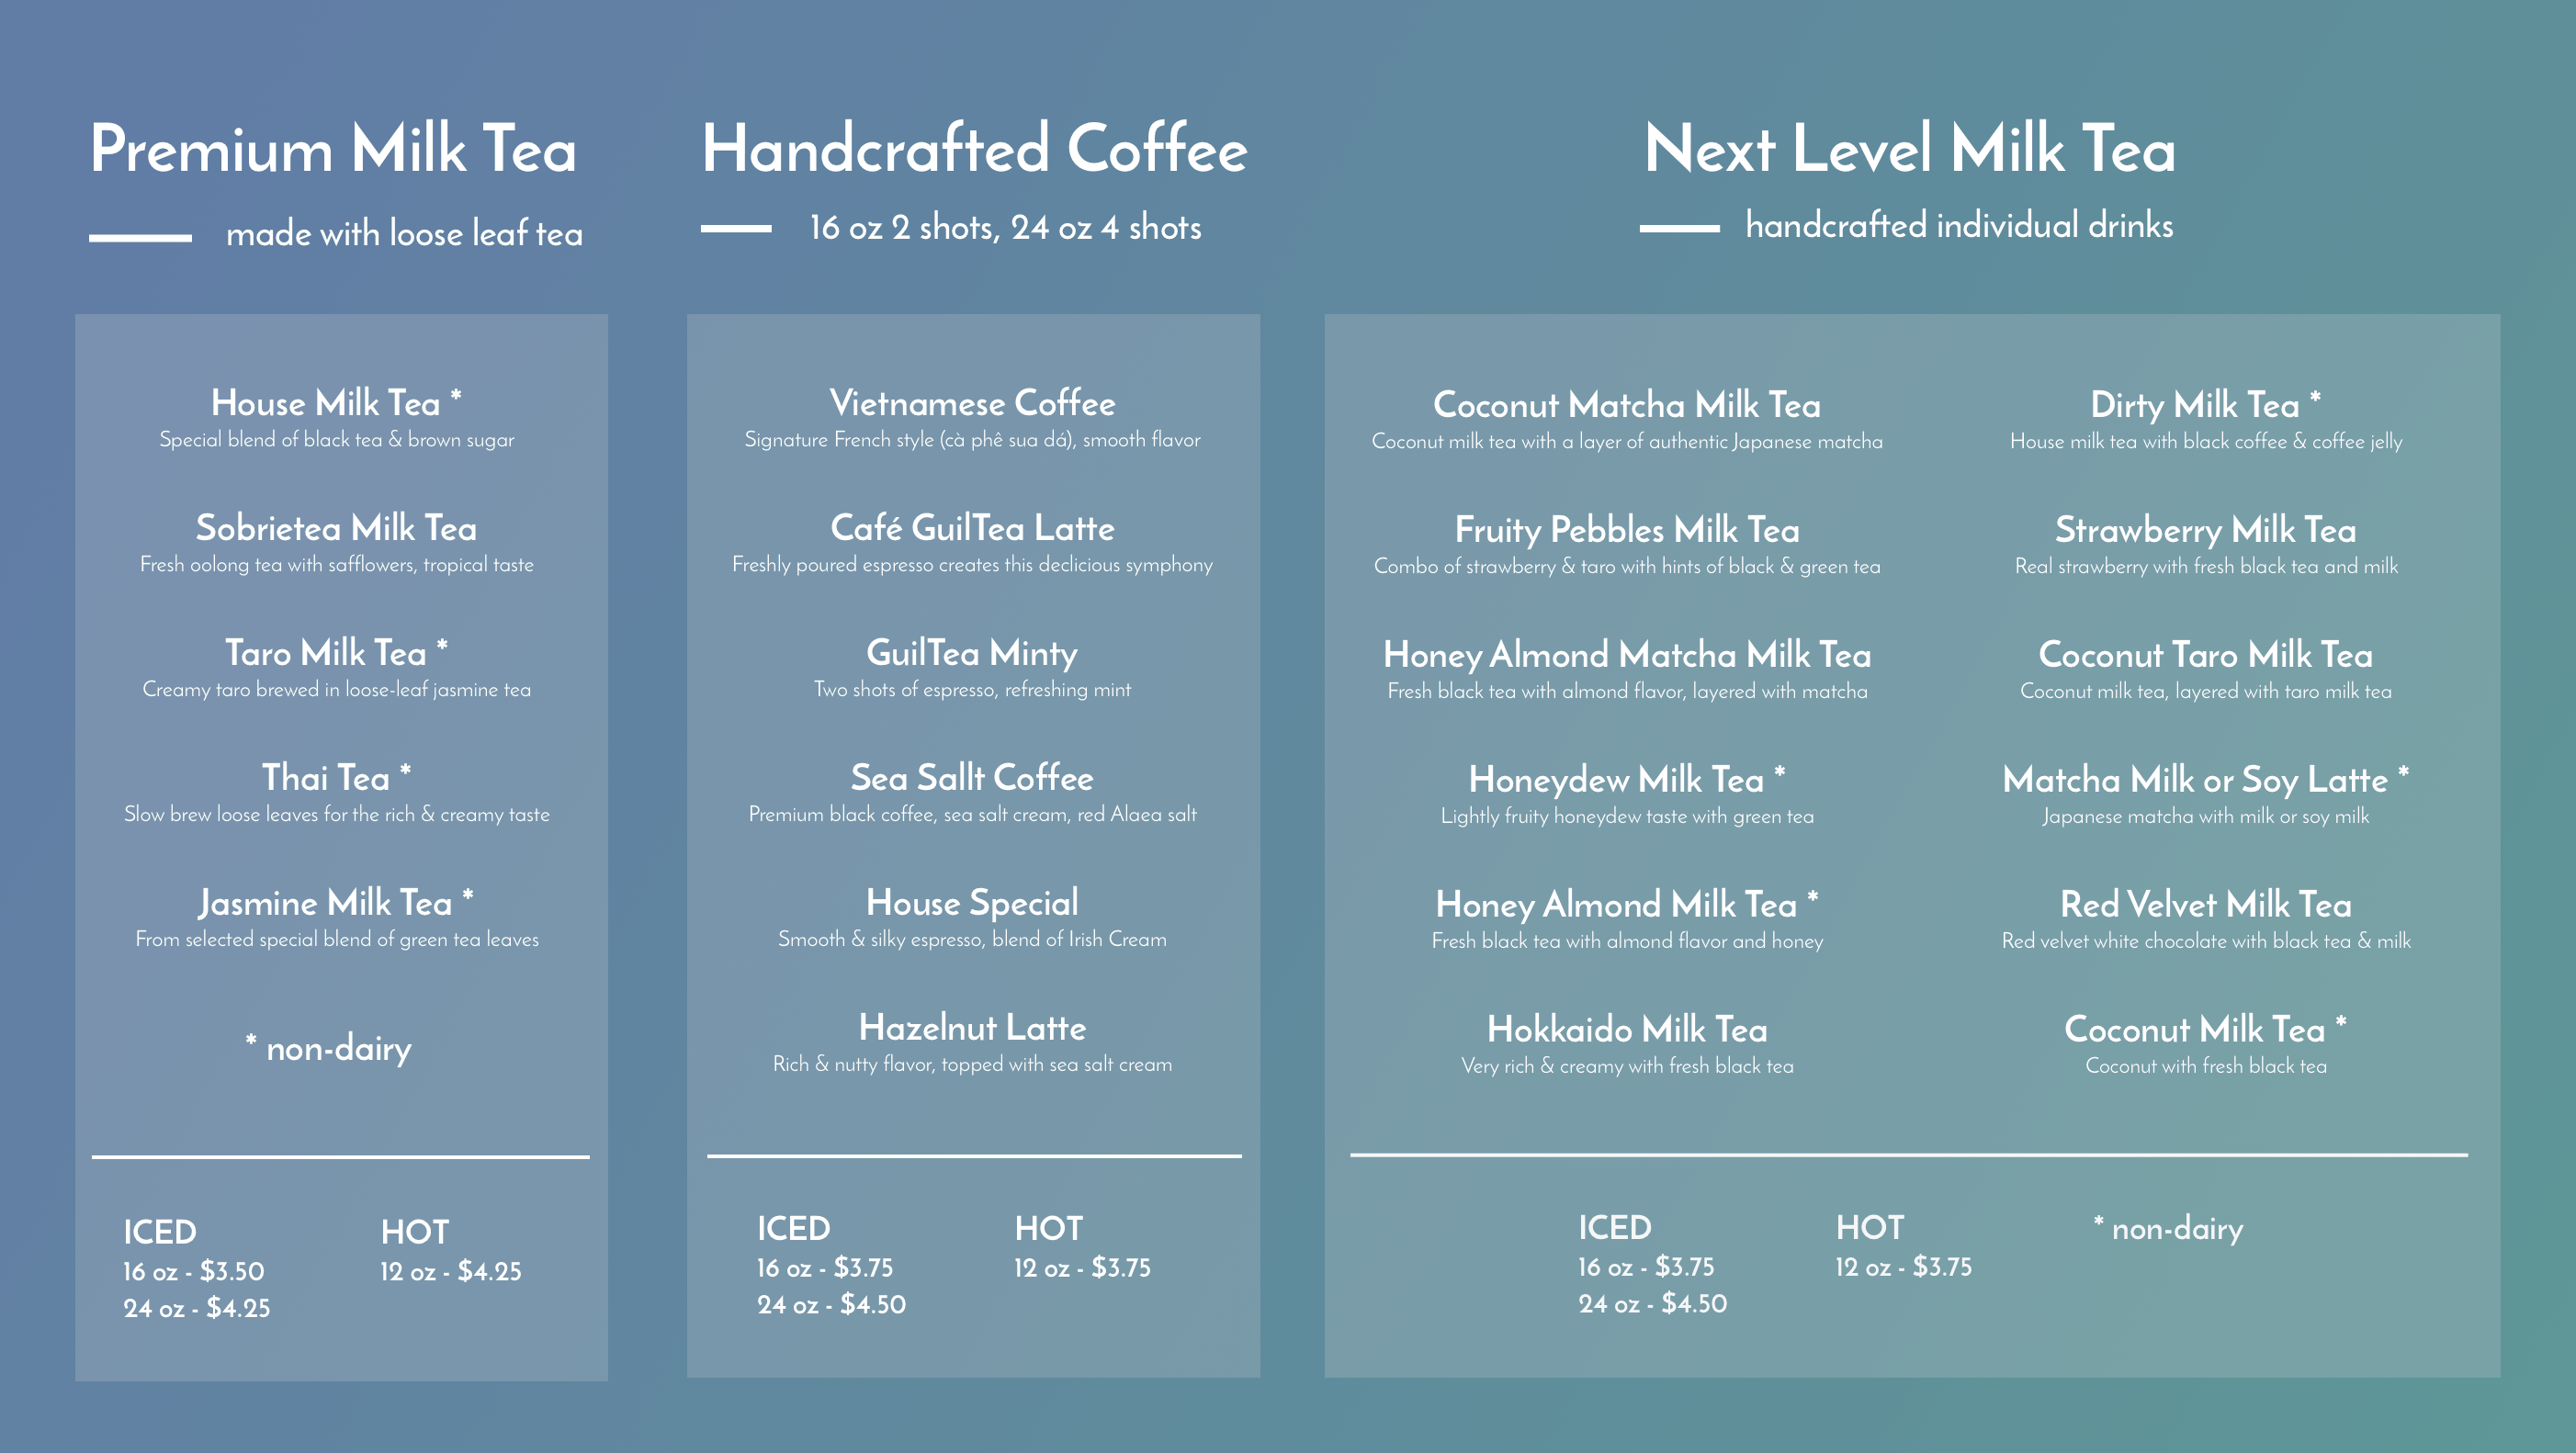 Premium Milk Tea
made with loose leaf tea
House Milk Tea *
Special blend of black tea & brown sugar
Sobrietea Milk Tea
Fresh oolong tea with safflowers, tropical taste
Taro Milk Tea *
Creamy taro brewed in loose-leaf jasmine tea
Thai Tea *
Slow brew loose leaves for the rich & creamy taste
Jasmine Milk Tea *
From selected special blend of green tea leaves
* non-dairy
ICED
16 oz - $3.50
24 oz - $4.25
HOT
12 oz - $4.25
Handcrafted Coffee
16 oz 2 shots, 24 oz 4 shots
Vietnamese Coffee
Signature French style (cà phê sua dá), smooth flavor
Café GuilTea Latte
Freshly poured espresso creates this declicious symphony
GuilTea Minty
Two shots of espresso, refreshing mint
Sea Sallt Coffee
Premium black coffee, sea salt cream, red Alaea salt
House Special
Smooth & silky espresso, blend of Irish Cream
Hazelnut Latte
Rich & nutty flavor, topped with sea salt cream
ICED
16 oz - $3.75
24 oz - $4.50
HOT
12 oz - $3.75
Next Level Milk Tea
handcrafted individual drinks
Coconut Matcha Milk Tea
Coconut milk tea with a layer of authentic Japanese matcha
Fruity Pebbles Milk Tea
Combo of strawberry & taro with hints of black & green tea
Honey Almond Matcha Milk Tea
Fresh black tea with almond flavor, layered with matcha
Honeydew Milk Tea *
Lightly fruity honeydew taste with green tea
Honey Almond Milk Tea *
Fresh black tea with almond flavor and honey
Hokkaido Milk Tea
Very rich & creamy with fresh black tea
Dirty Milk Tea *
House milk tea with black coffee & coffee jelly
Strawberry Milk Tea
Real strawberry with fresh black tea and milk
Coconut Taro Milk Tea
Coconut milk tea, layered with taro milk tea
Matcha Milk or Soy Latte *
Japanese matcha with milk or soy milk
Red Velvet Milk Tea
Red velvet white chocolate with black tea & milk
Coconut Milk Tea *
Coconut with fresh black tea
ICED
16 oz - $3.75
24 oz - $4.50
HOT
12 oz - $3.75
* non-dairy